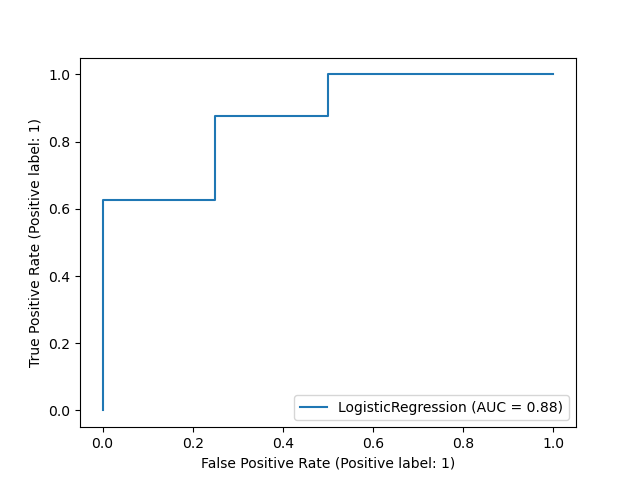 1.0
0.8
0.6
0.4
0.2
0.0
True Positive Rate (Positive label: 1)
LogisticRegression (AUC = 0.88)
0.0 0.2 0.4 0.6 0.8 1.0
False Positive Rate (Positive label: 1)